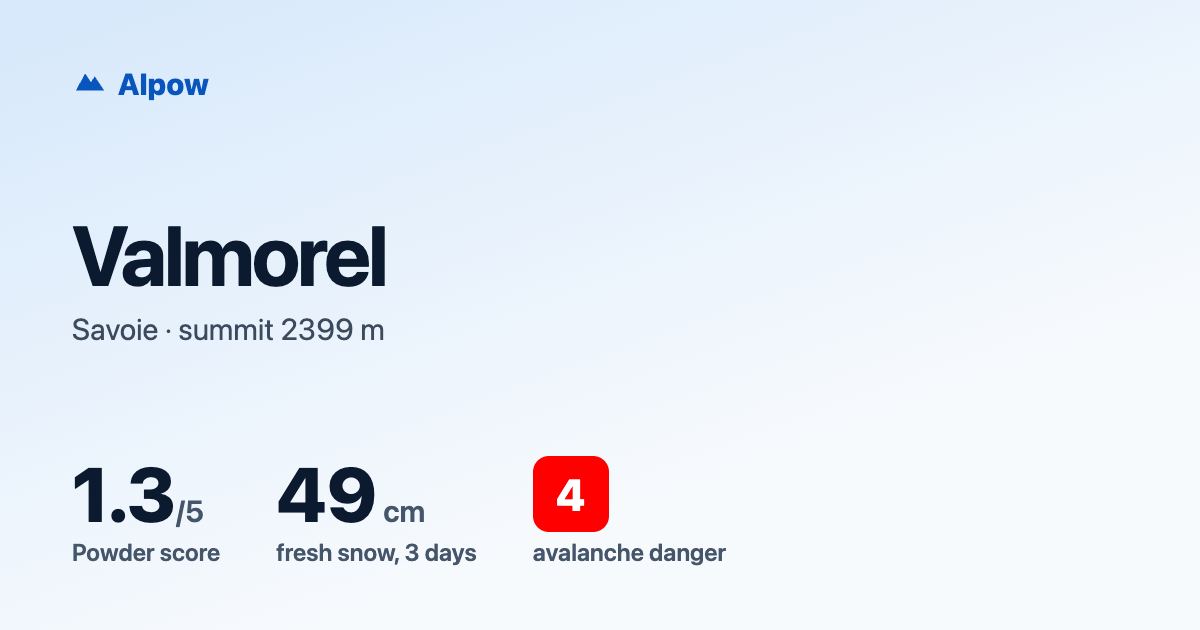 Alpow
Valmorel
Savoie · summit 2399 m
1.3/5
Powder score
49 cm
fresh snow, 3 days
4
avalanche danger